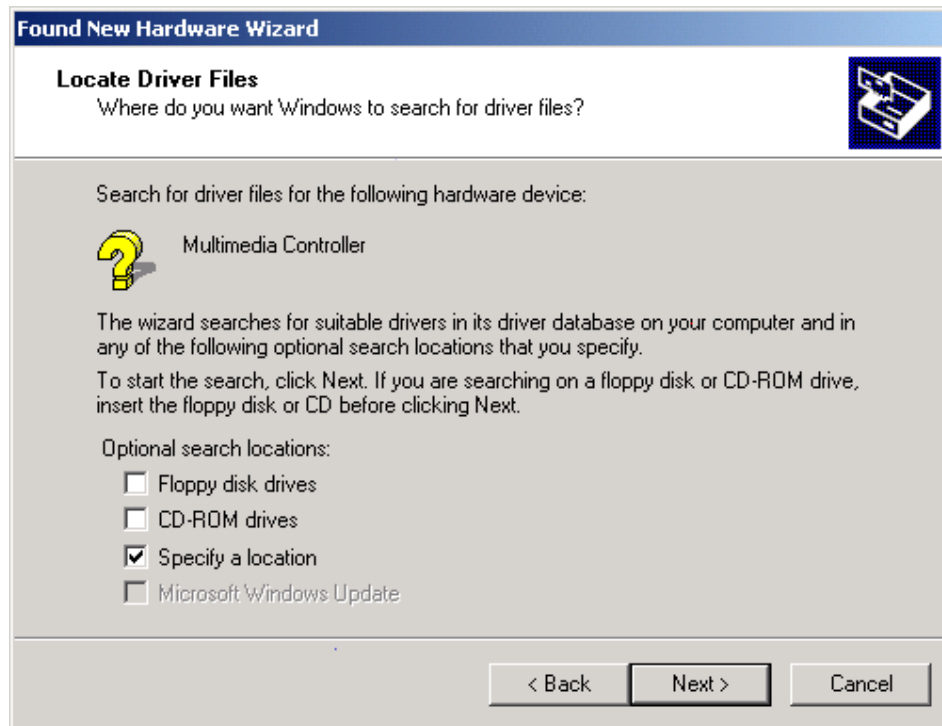 Found New Hardware Wizard
Locate Driver Files
Where do you want Windows to search for driver files?
Search for driver files for the following hardware device:
Multimedia Controller
The wizard searches for suitable drivers in its driver database on your computer and in
any of the following optional search locations that you specify.
To start the search, click Next. If you are searching on a floppy disk or CD-ROM drive,
insert the floppy disk or CD before clicking Next.
Optional search locations:
Floppy disk drives
CD-ROM drives
Specify a location
Microsoft Windows Update
< Back Next > Cancel